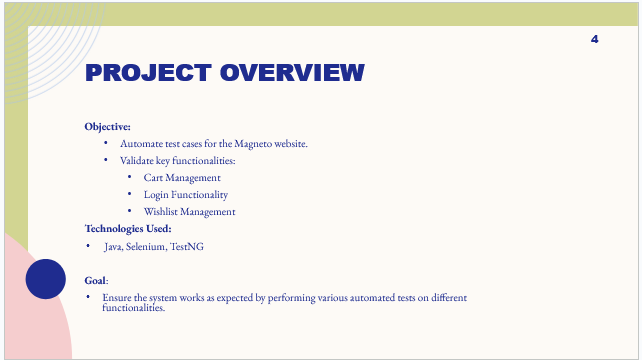 4
PROJECT OVERVIEW
Objective:
• Automate test cases for the Magneto website.
• Validate key functionalities:
• Cart Management
• Login Functionality
• Wishlist Management
Technologies Used:
• Java, Selenium, TestNG
Goal:
• Ensure the system works as expected by performing various automated tests on different
functionalities.